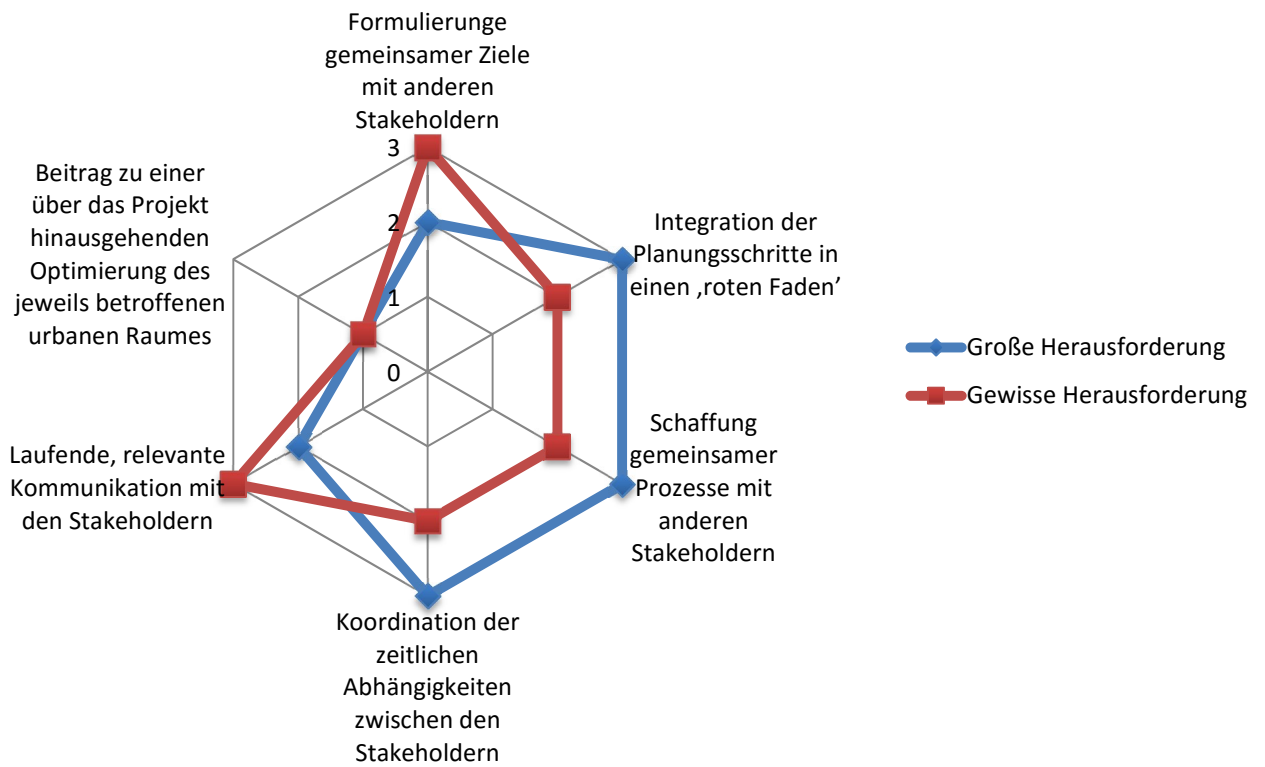 Formulierunge
gemeinsamer Ziele
mit anderen
Stakeholdern
3
2
1
0
Integration der
Planungsschritte in
einen ‚roten Faden’
Schaffung
gemeinsamer
Prozesse mit
anderen
Stakeholdern
Koordination der
zeitlichen
Abhängigkeiten
zwischen den
Stakeholdern
Laufende, relevante
Kommunikation mit
den Stakeholdern
Beitrag zu einer
über das Projekt
hinausgehenden
Optimierung des
jeweils betroffenen
urbanen Raumes
Große Herausforderung
Gewisse Herausforderung